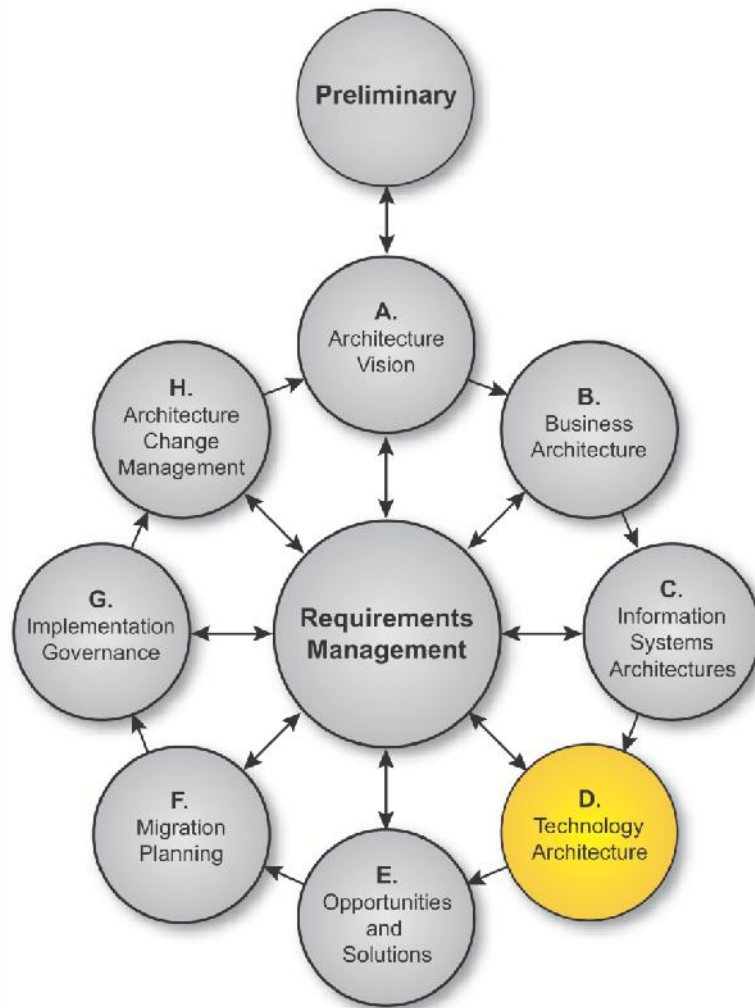 Preliminary
A.
Architecture
Vision
B.
Business
Architecture
C.
Information
Systems
Architectures
D.
Technology
Architecture
E.
Opportunities
and
Solutions
F.
Migration
Planning
G.
Implementation
Governance
H.
Architecture
Change
Management
Requirements
Management